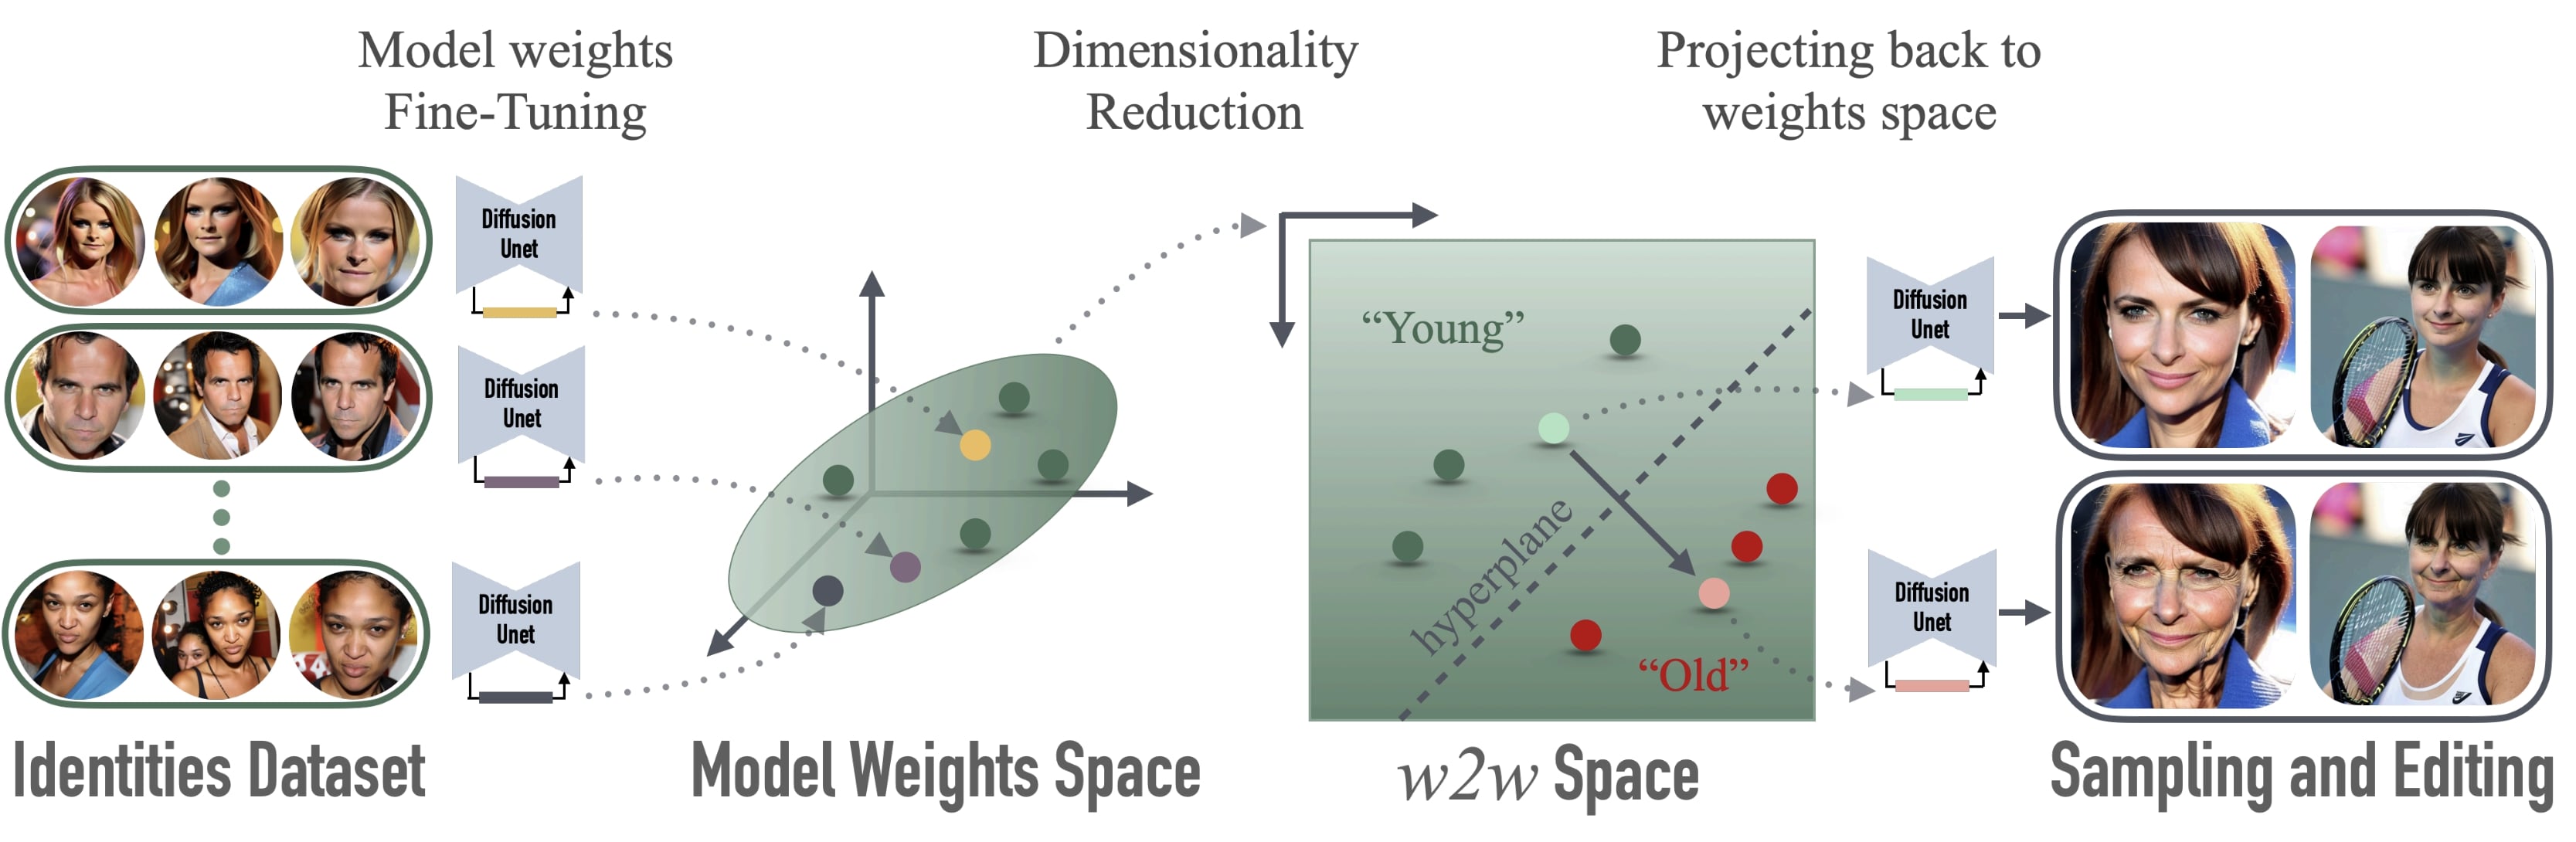 Model weights
Fine-Tuning
Dimensionality
Reduction
Projecting back to
weights space
Diffusion
Unet
Diffusion
Unet
Diffusion
Unet
“Young”
hyperplane
“Old”
Diffusion
Unet
Diffusion
Unet
Identities Dataset
Model Weights Space
w2w Space
Sampling and Editing